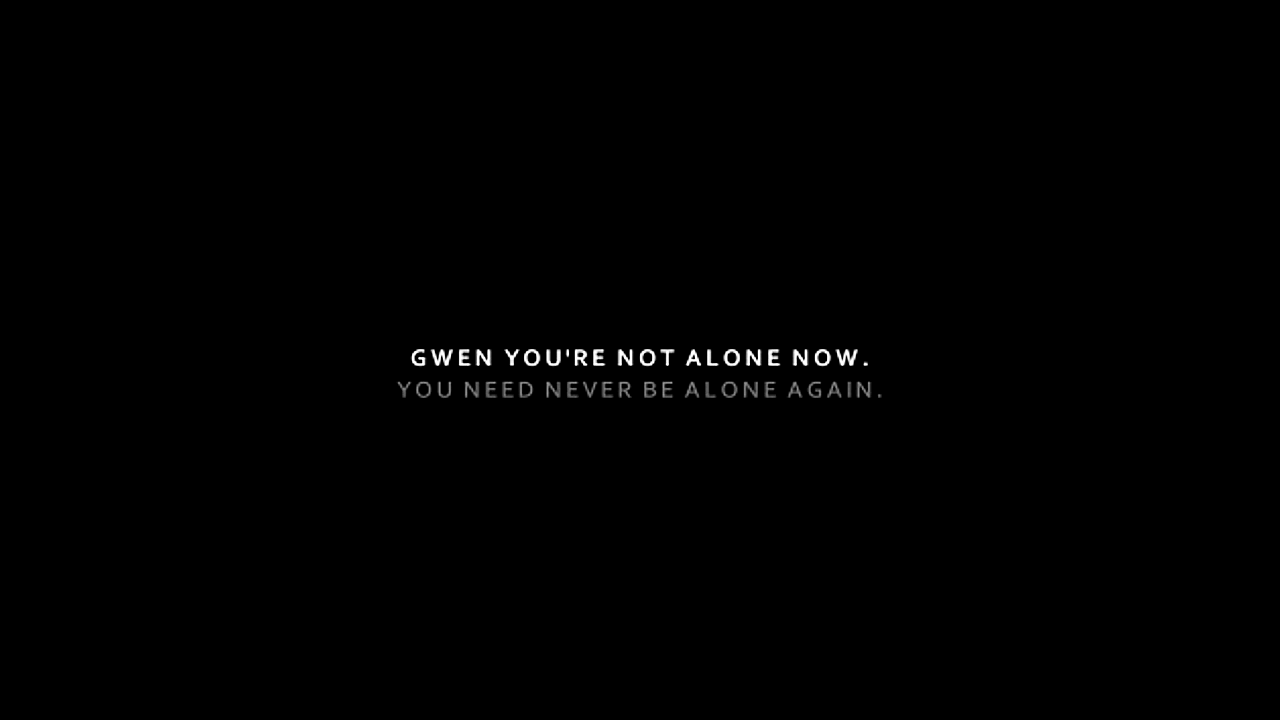 GWEN YOU'RE NOT ALONE NOW.
YOU NEED NEVER BE ALONE AGAIN.